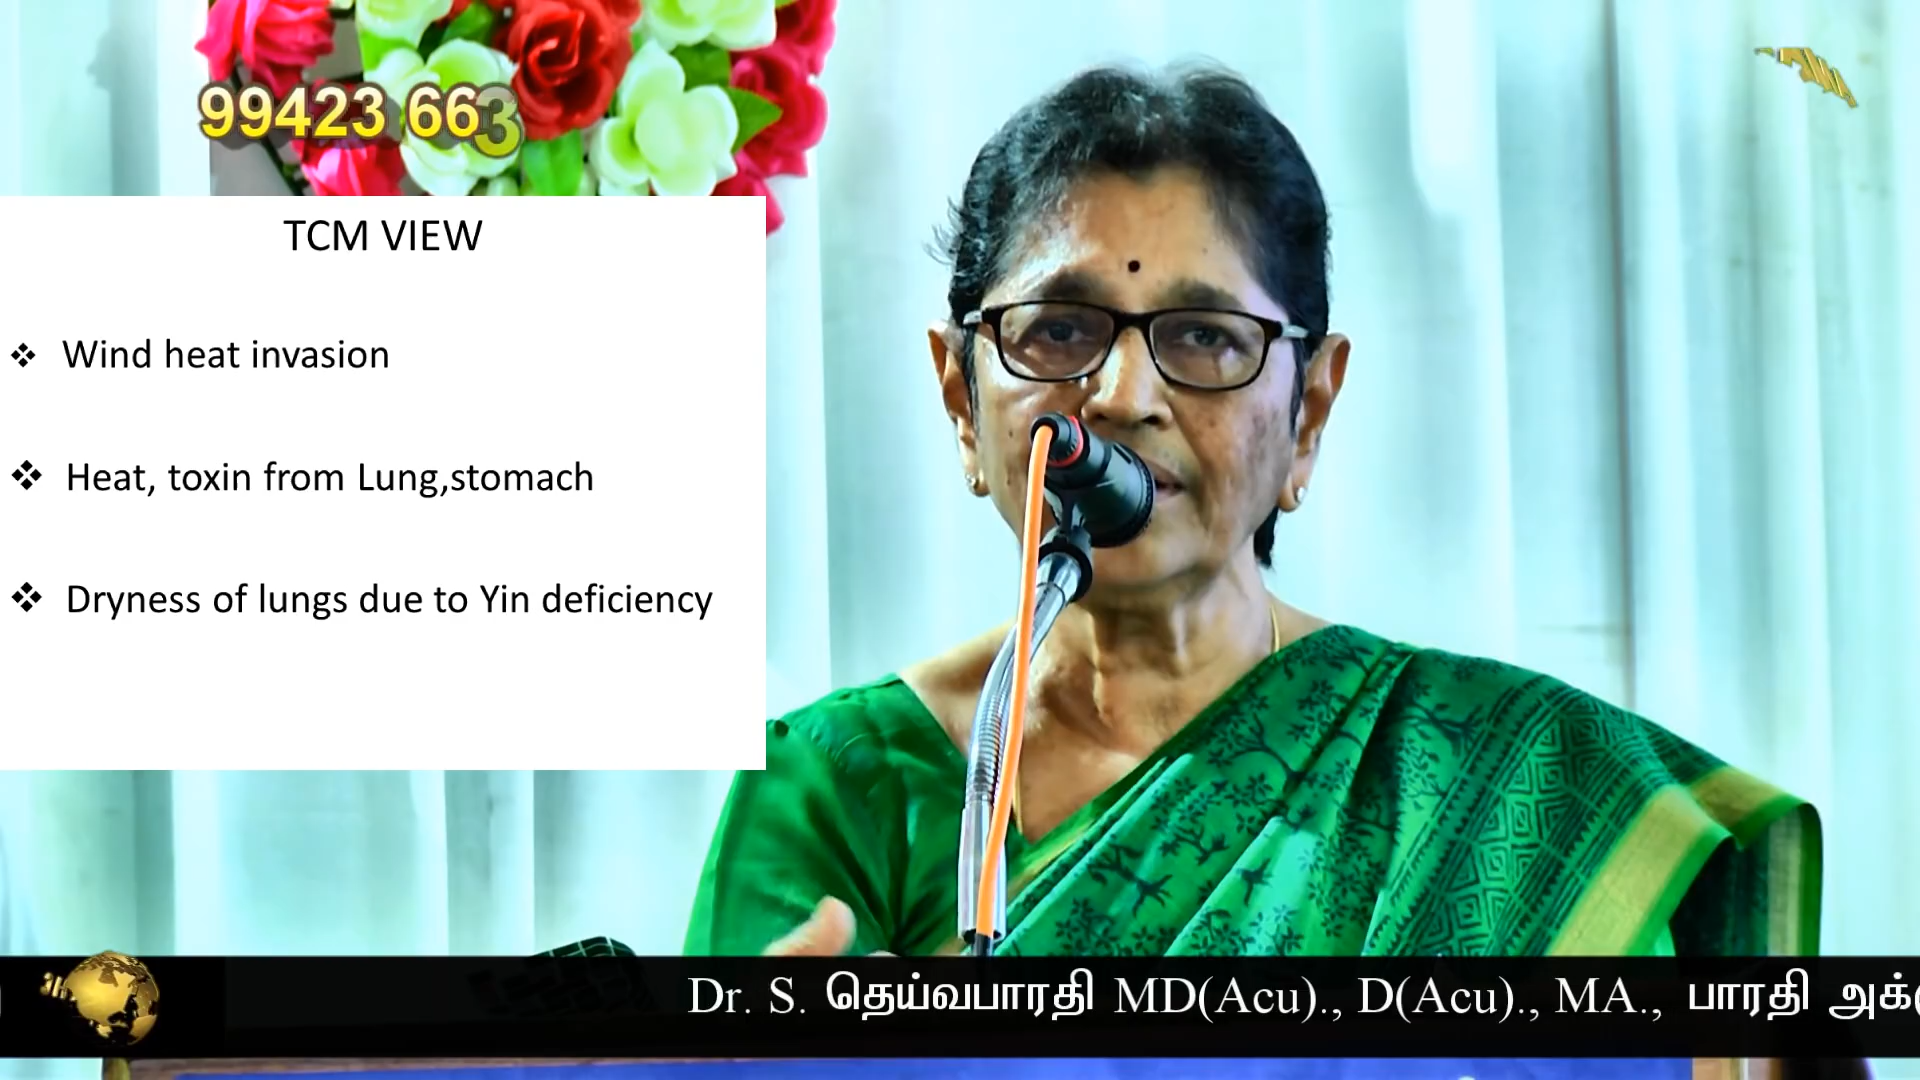 99423 663
TCM VIEW
❖ Wind heat invasion
❖ Heat, toxin from Lung,stomach
❖ Dryness of lungs due to Yin deficiency
Dr. S. தெய்வபாரதி MD(Acu)., D(Acu)., MA., பாரதி